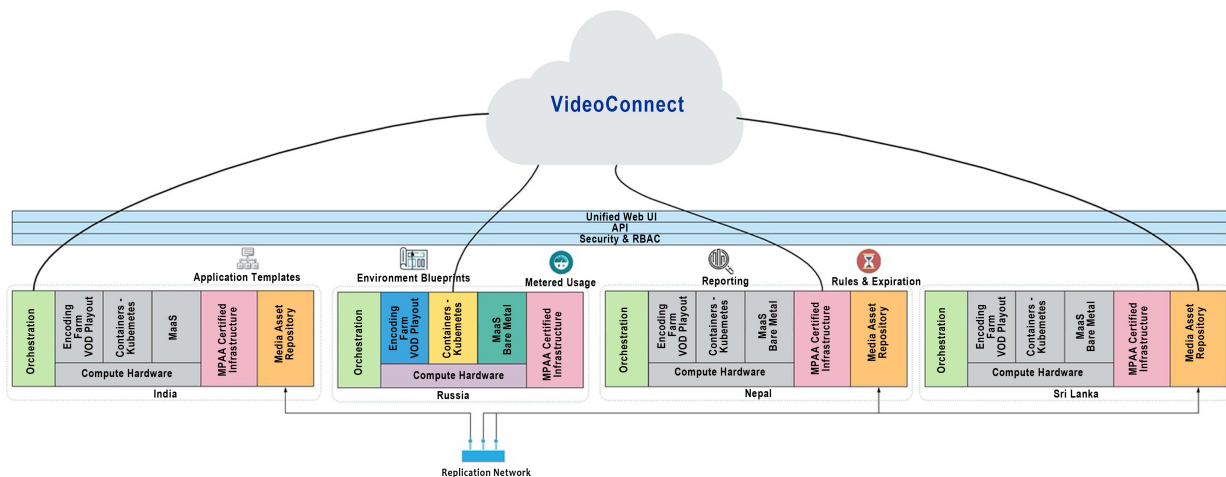 VideoConnect
Unified Web UI
API
Security & RBAC
Application Templates
Environment Blueprints
Metered Usage
Reporting
Rules & Expiration
Orchestration
Encoding
Farm
VOD Playout
Containers -
Kubernetes
MaaS
Compute Hardware
MPAA Certified
Infrastructure
Media Asset
Repository
India
Orchestration
Encoding
Farm
VOD Playout
Containers -
Kubemetes
MaaS
Bare Metal
Compute Hardware
MPAA Certified
Infrastructure
Russia
Orchestration
Encoding
Farm
VOD Playout
Containers -
Kubernetes
MaaS
Bare Metal
Compute Hardware
MPAA Certified
Infrastructure
Media Asset
Repository
Nepal
Orchestration
Encoding
Farm
VOD Playout
Containers -
Kubernetes
MaaS
Bare Metal
Compute Hardware
MPAA Certified
Infrastructure
Media Asset
Repository
Sri Lanka
Replication Network